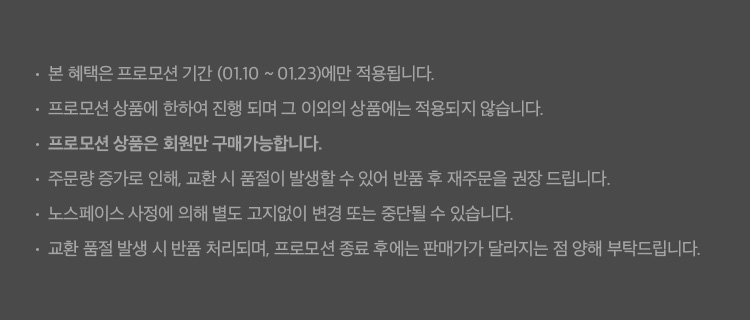 · 본 혜택은 프로모션 기간 (01.10 ~ 01.23)에만 적용됩니다.
· 프로모션 상품에 한하여 진행 되며 그 이외의 상품에는 적용되지 않습니다.
· 프로모션 상품은 회원만 구매가능합니다.
· 주문량 증가로 인해, 교환 시 품절이 발생할 수 있어 반품 후 재주문을 권장 드립니다.
· 노스페이스 사정에 의해 별도 고지없이 변경 또는 중단될 수 있습니다.
· 교환 품절 발생 시 반품 처리되며, 프로모션 종료 후에는 판매가가 달라지는 점 양해 부탁드립니다.